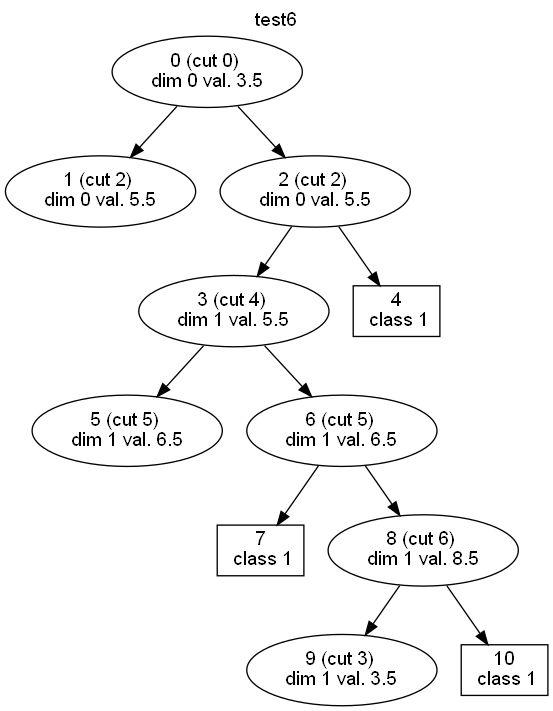 test6
0 (cut 0)
dim 0 val. 3.5
1 (cut 2)
dim 0 val. 5.5
2 (cut 2)
dim 0 val. 5.5
3 (cut 4)
dim 1 val. 5.5
4
class 1
5 (cut 5)
dim 1 val. 6.5
6 (cut 5)
dim 1 val. 6.5
7
class 1
8 (cut 6)
dim 1 val. 8.5
9 (cut 3)
dim 1 val. 3.5
10
class 1